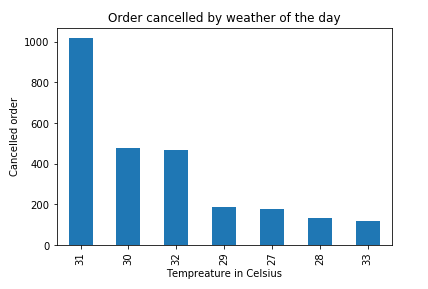 Order cancelled by weather of the day
Cancelled order
1000
800
600
400
200
0
31 30 32 29 27 28 33
Tempreature in Celsius